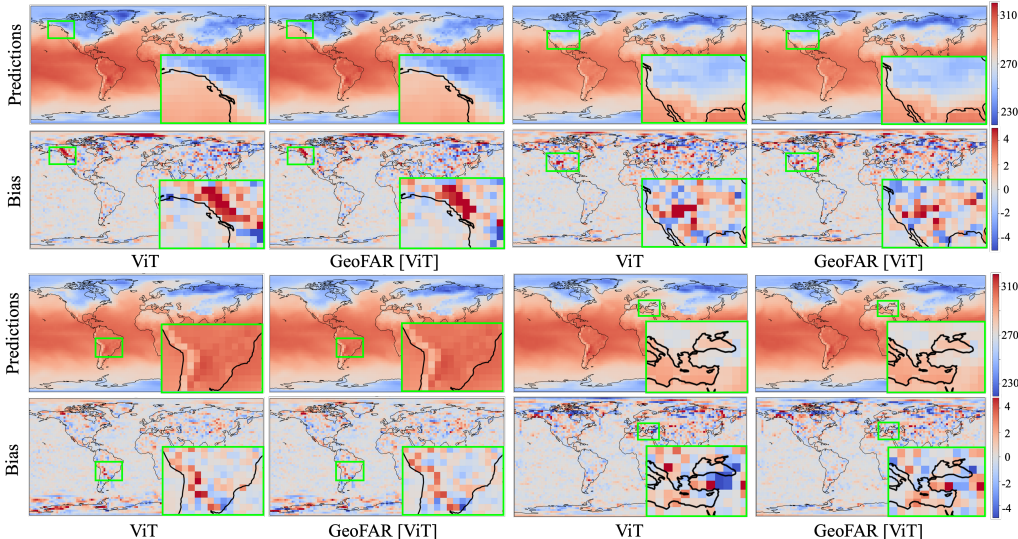 Predictions
310
270
230
Bias
4
2
0
-2
-4
ViT
GeoFAR [ViT]
ViT
GeoFAR [ViT]
Predictions
310
270
230
Bias
4
2
0
-2
-4
ViT
GeoFAR [ViT]
ViT
GeoFAR [ViT]